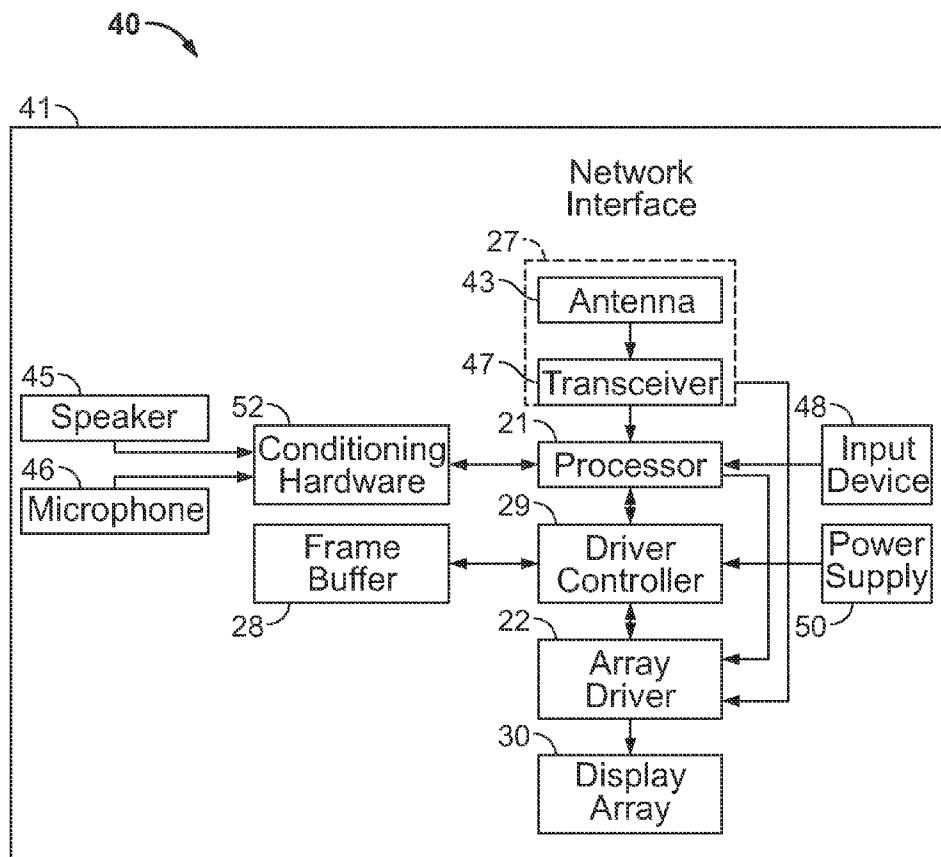 40
41
Network
Interface
27
43
Antenna
47
Transceiver
45
Speaker
52
Conditioning
Hardware
21
Processor
48
Input
Device
46
Microphone
29
Driver
Controller
Frame
Buffer
28
Power
Supply
50
22
Array
Driver
30
Display
Array